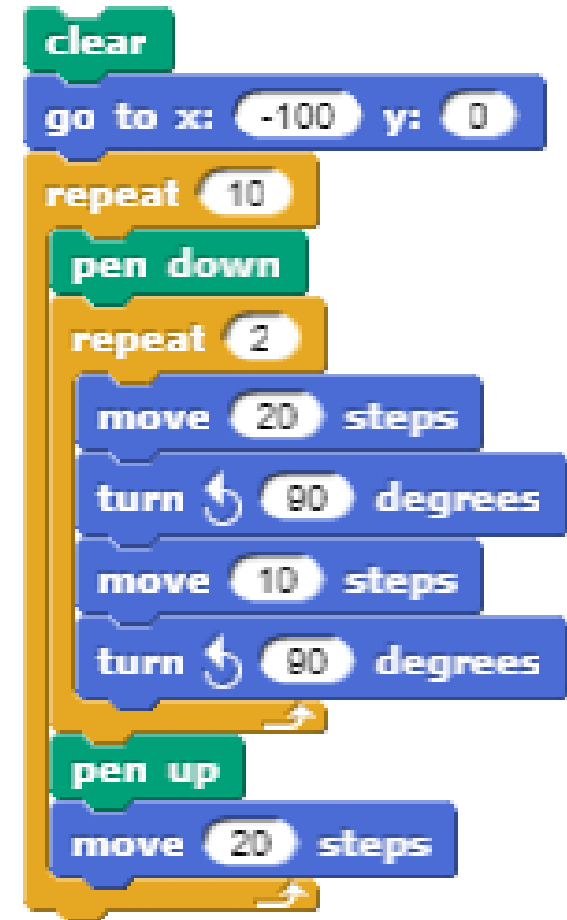 clear
go to x: -100 y: 0
repeat 10
pen down
repeat 2
move 20 steps
turn 90 degrees
move 10 steps
turn 90 degrees
pen up
move 20 steps